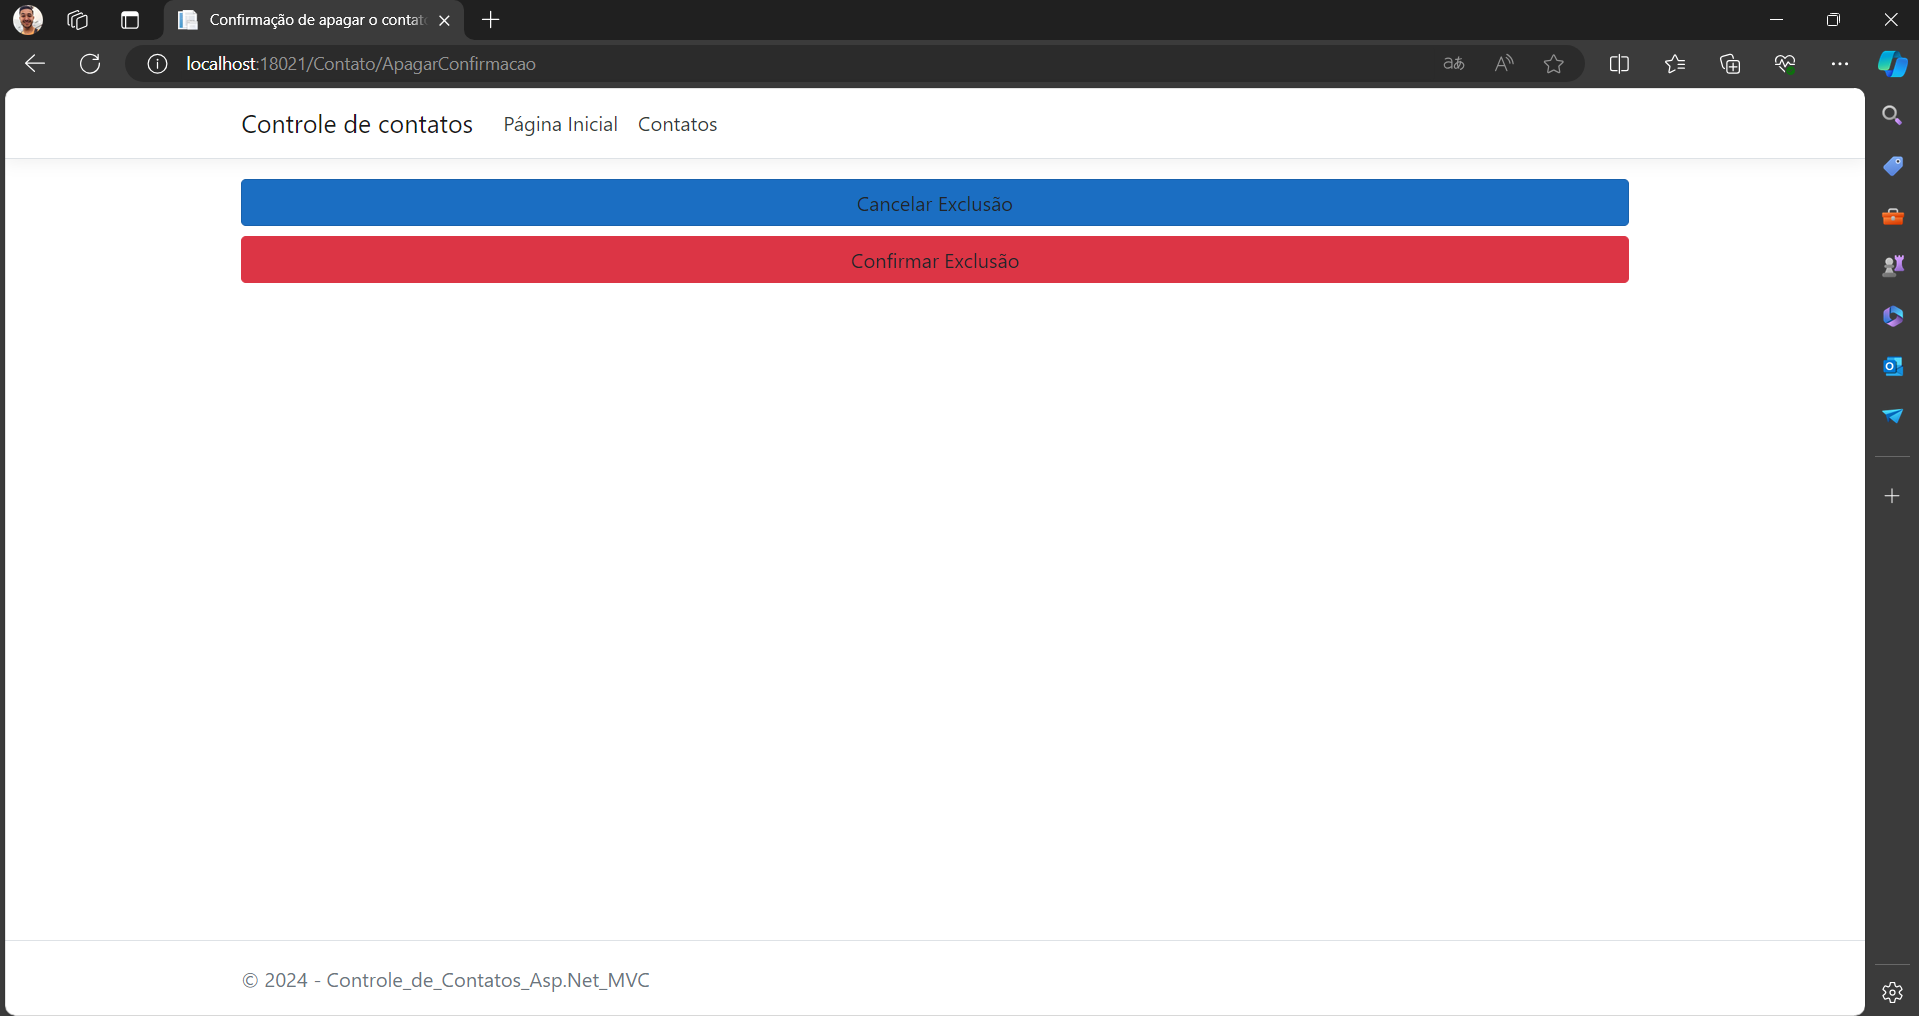 Confirmação de apagar o contat
localhost:18021/Contato/ApagarConfirmacao
Controle de contatos Página Inicial Contatos
Cancelar Exclusão
Confirmar Exclusão
© 2024 - Controle_de_Contatos_Asp.Net_MVC